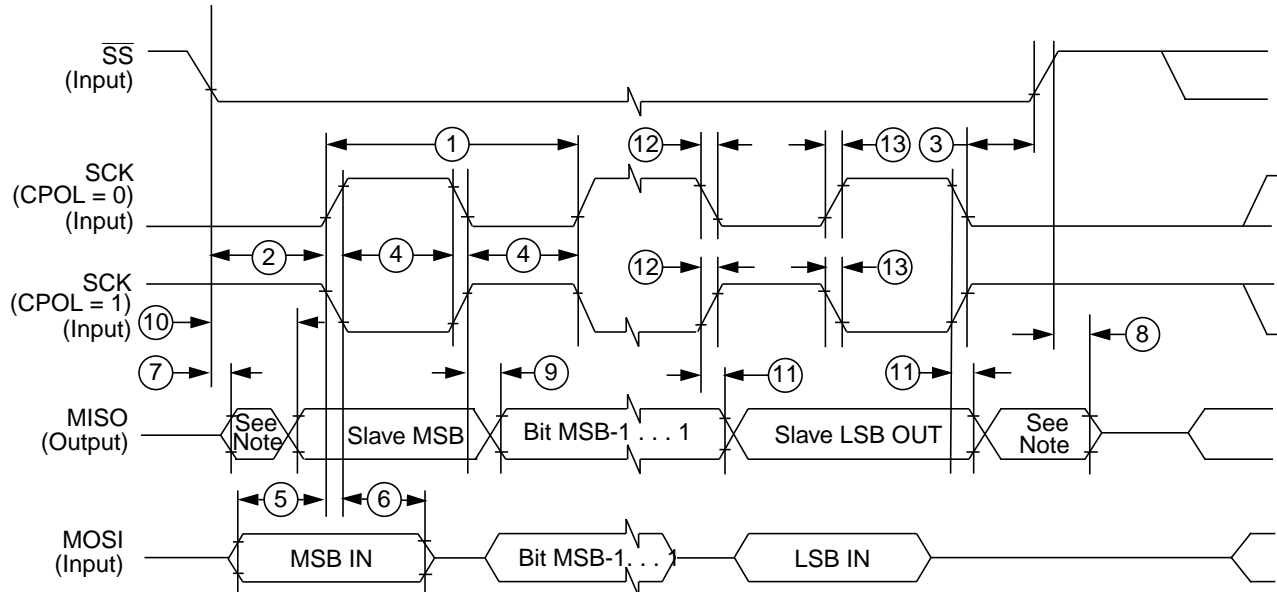 SS
(Input)
1
12
13
3
SCK
(CPOL = 0)
(Input)
2
4
4
12
13
SCK
(CPOL = 1)
(Input)
10
8
7
9
11
11
MISO
(Output)
See
Note
Slave MSB
Bit MSB-1 . . . 1
Slave LSB OUT
See
Note
5
6
MOSI
(Input)
MSB IN
Bit MSB-1. . . 1
LSB IN